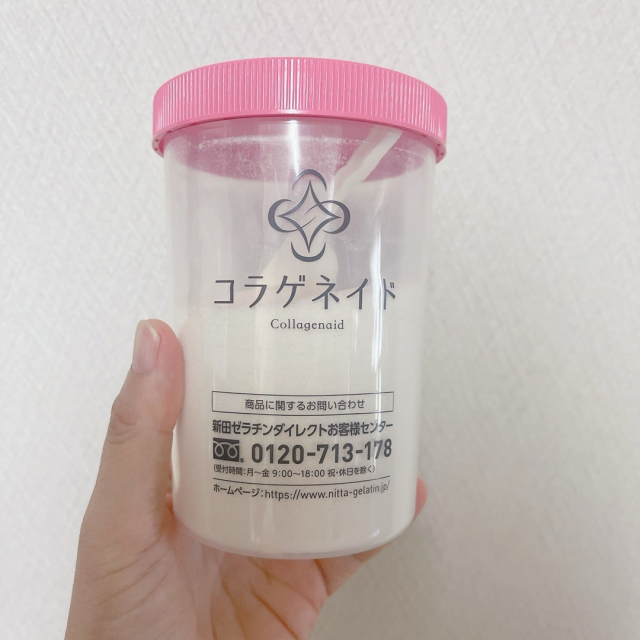 コラゲネイド
Collagenaid
商品に関するお問い合わせ
新田ゼラチンダイレクトお客様センター
0120-713-178
(受付時間:月〜金 9:00〜18:00 祝・休日を除く)
ホームページ:https://www.nitta-gelatin.jp/